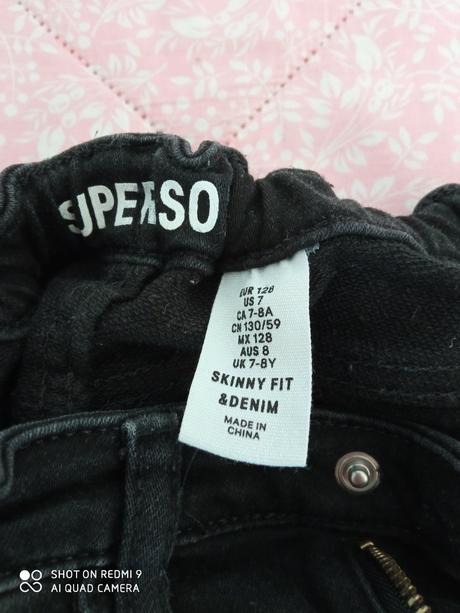 SUPERSO
EUR 128
US 7
CA 7-8A
CN 130/59
MX 128
AUS 8
UK 7-8Y
SKINNY FIT
&DENIM
MADE IN
CHINA
SHOT ON REDMI 9
AI QUAD CAMERA